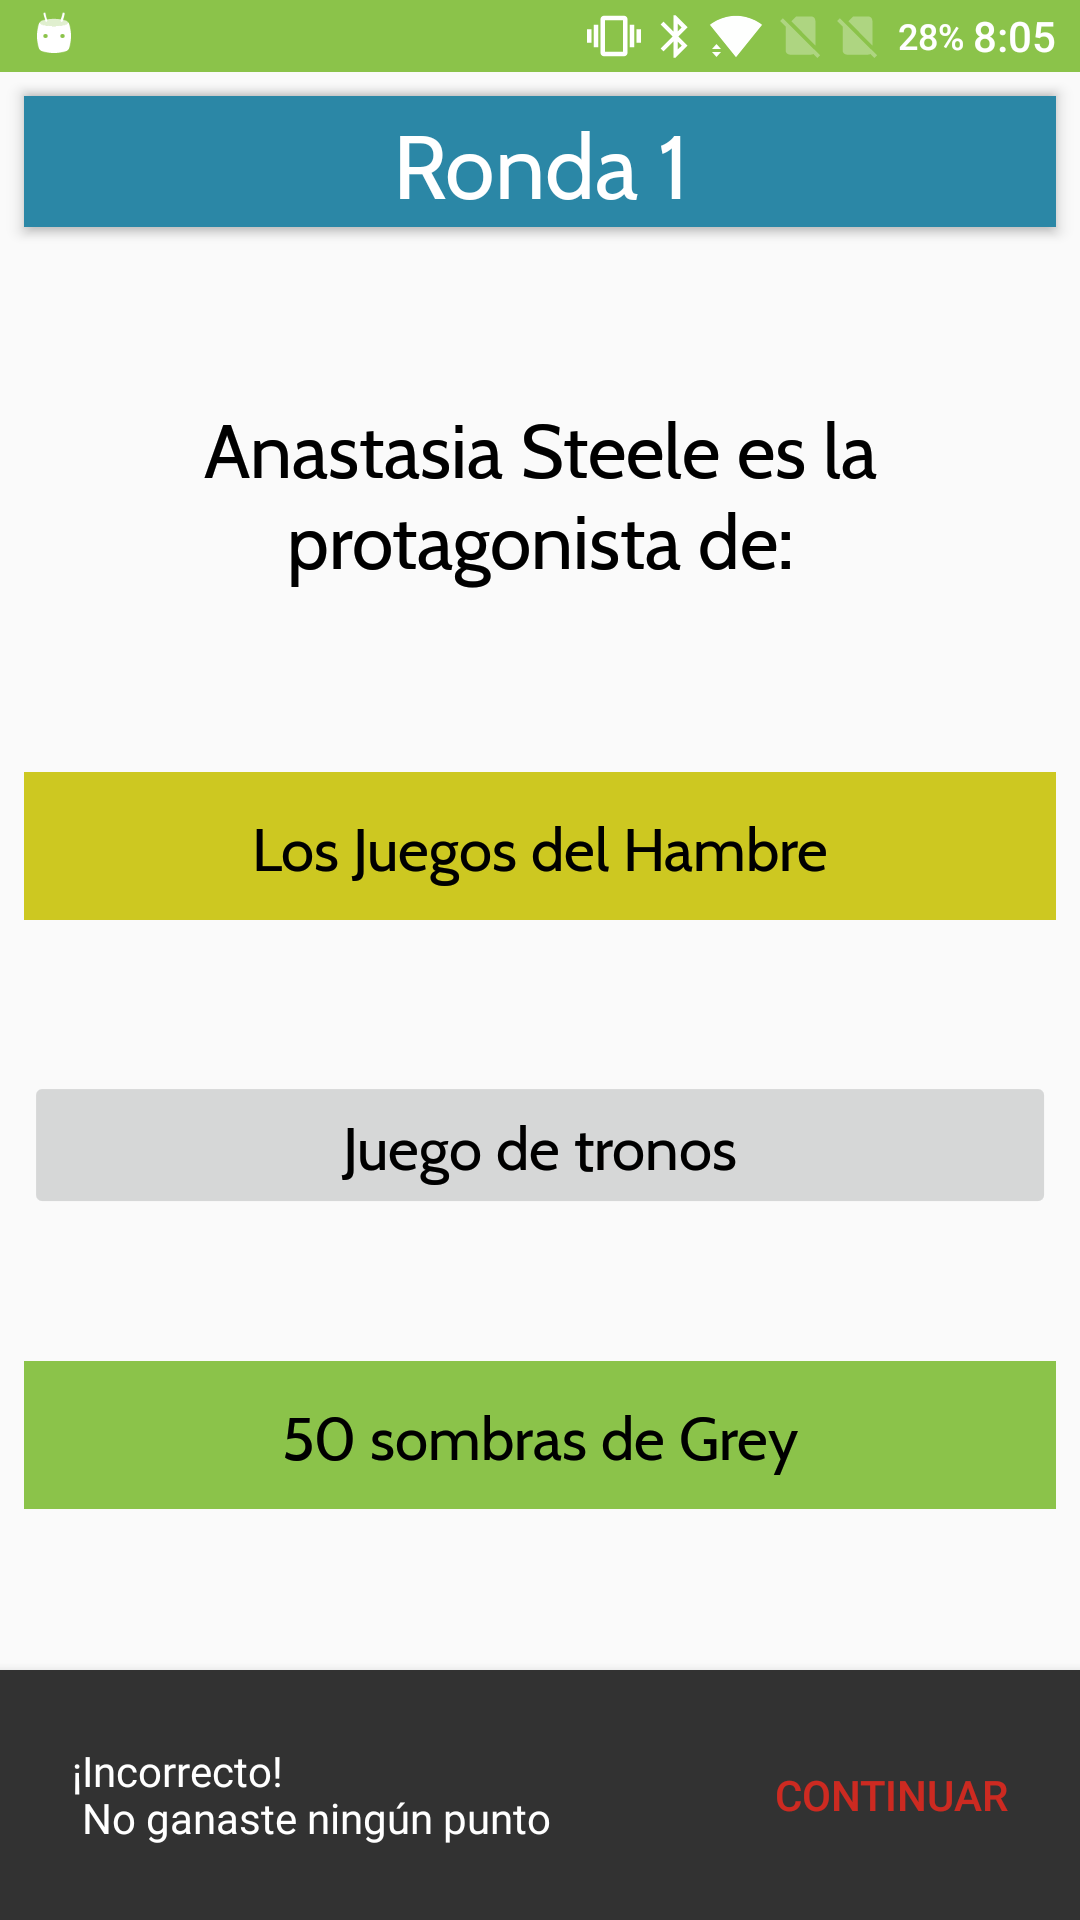 28% 8:05
Ronda 1
Anastasia Steele es la
protagonista de:
Los Juegos del Hambre
Juego de tronos
50 sombras de Grey
¡Incorrecto!
No ganaste ningún punto
CONTINUAR